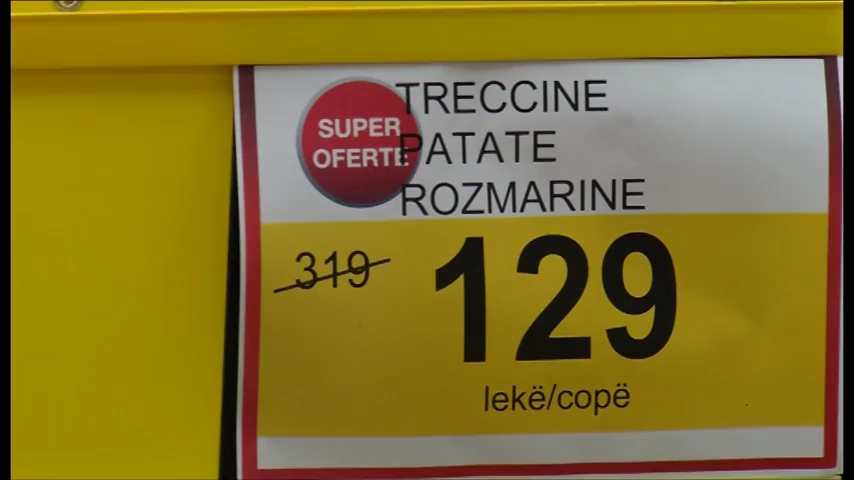 SUPER
OFERTE
TRECCINE
PATATE
ROZMARINE
319
129
lekë/copë